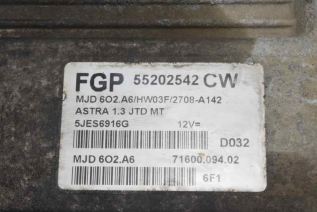 FGP 55202542 CW
MJD 6O2.A6/HW03F/2708-A142
ASTRA 1.3 JTD MT
5JES6916G 12V=
D032
MJD 6O2.A6 71600.094.02
6F1